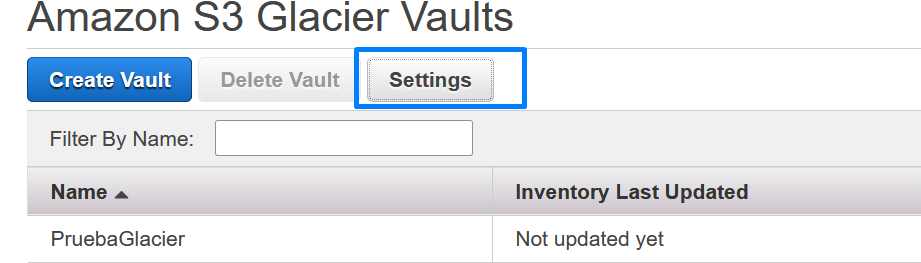 Amazon S3 Glacier Vaults
Create Vault Delete Vault Settings
Filter By Name:
Name Inventory Last Updated
PruebaGlacier Not updated yet